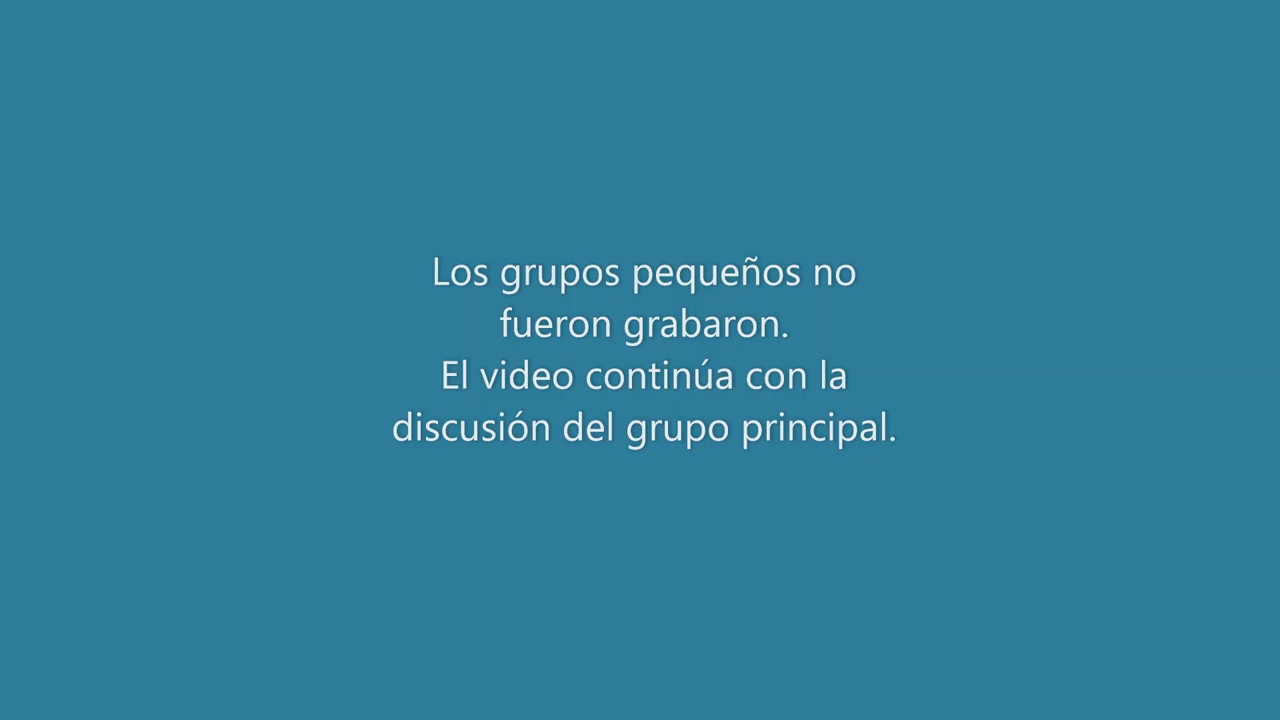 Los grupos pequeños no
fueron grabaron.
El video continúa con la
discusión del grupo principal.